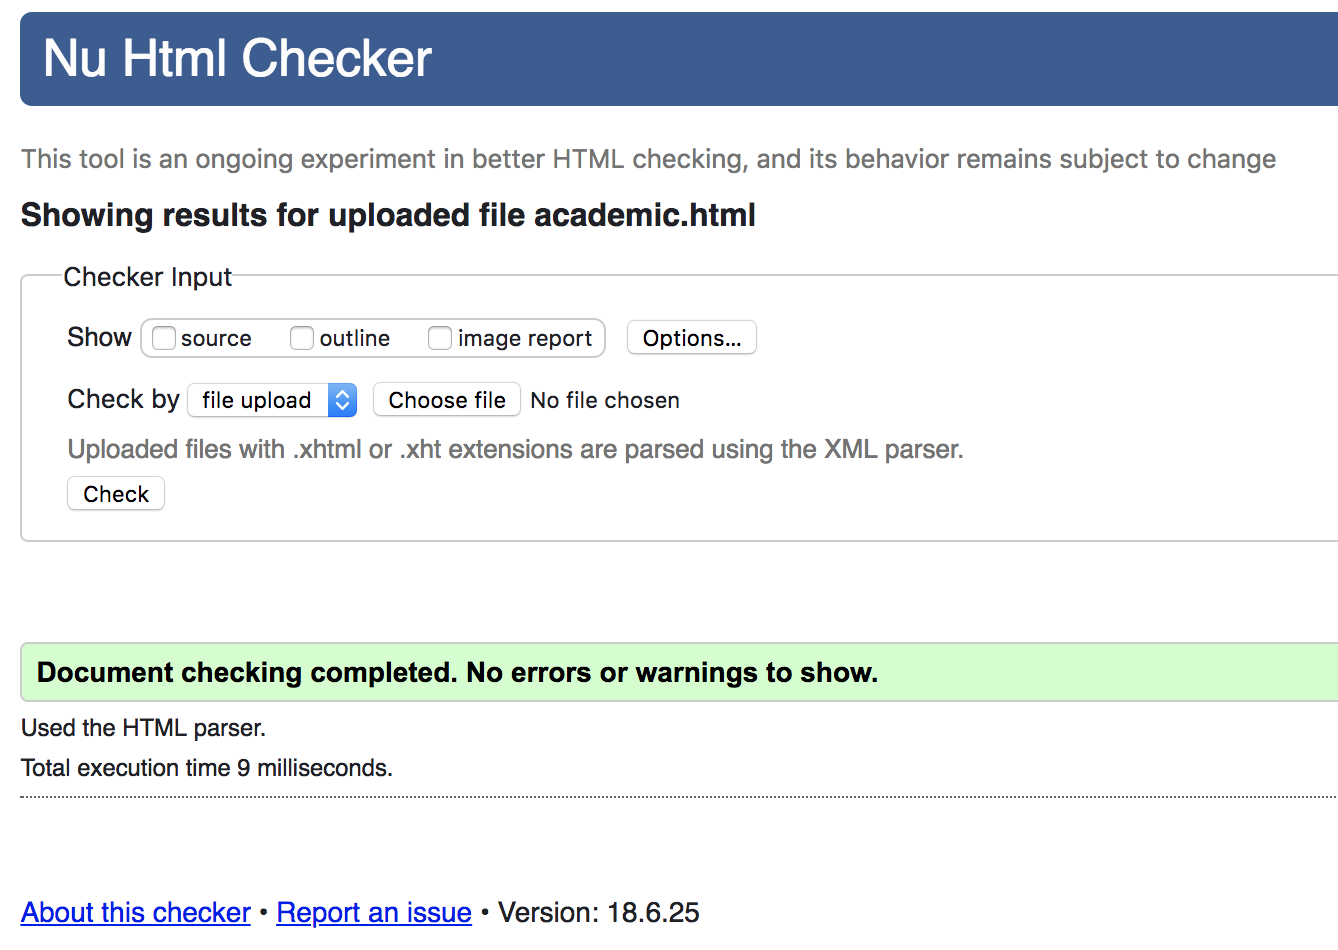 Nu Html Checker
This tool is an ongoing experiment in better HTML checking, and its behavior remains subject to change
Showing results for uploaded file academic.html
Checker Input
Show source outline image report Options...
Check by file upload Choose file No file chosen
Uploaded files with .xhtml or .xht extensions are parsed using the XML parser.
Check
Document checking completed. No errors or warnings to show.
Used the HTML parser.
Total execution time 9 milliseconds.
About this checker • Report an issue • Version: 18.6.25